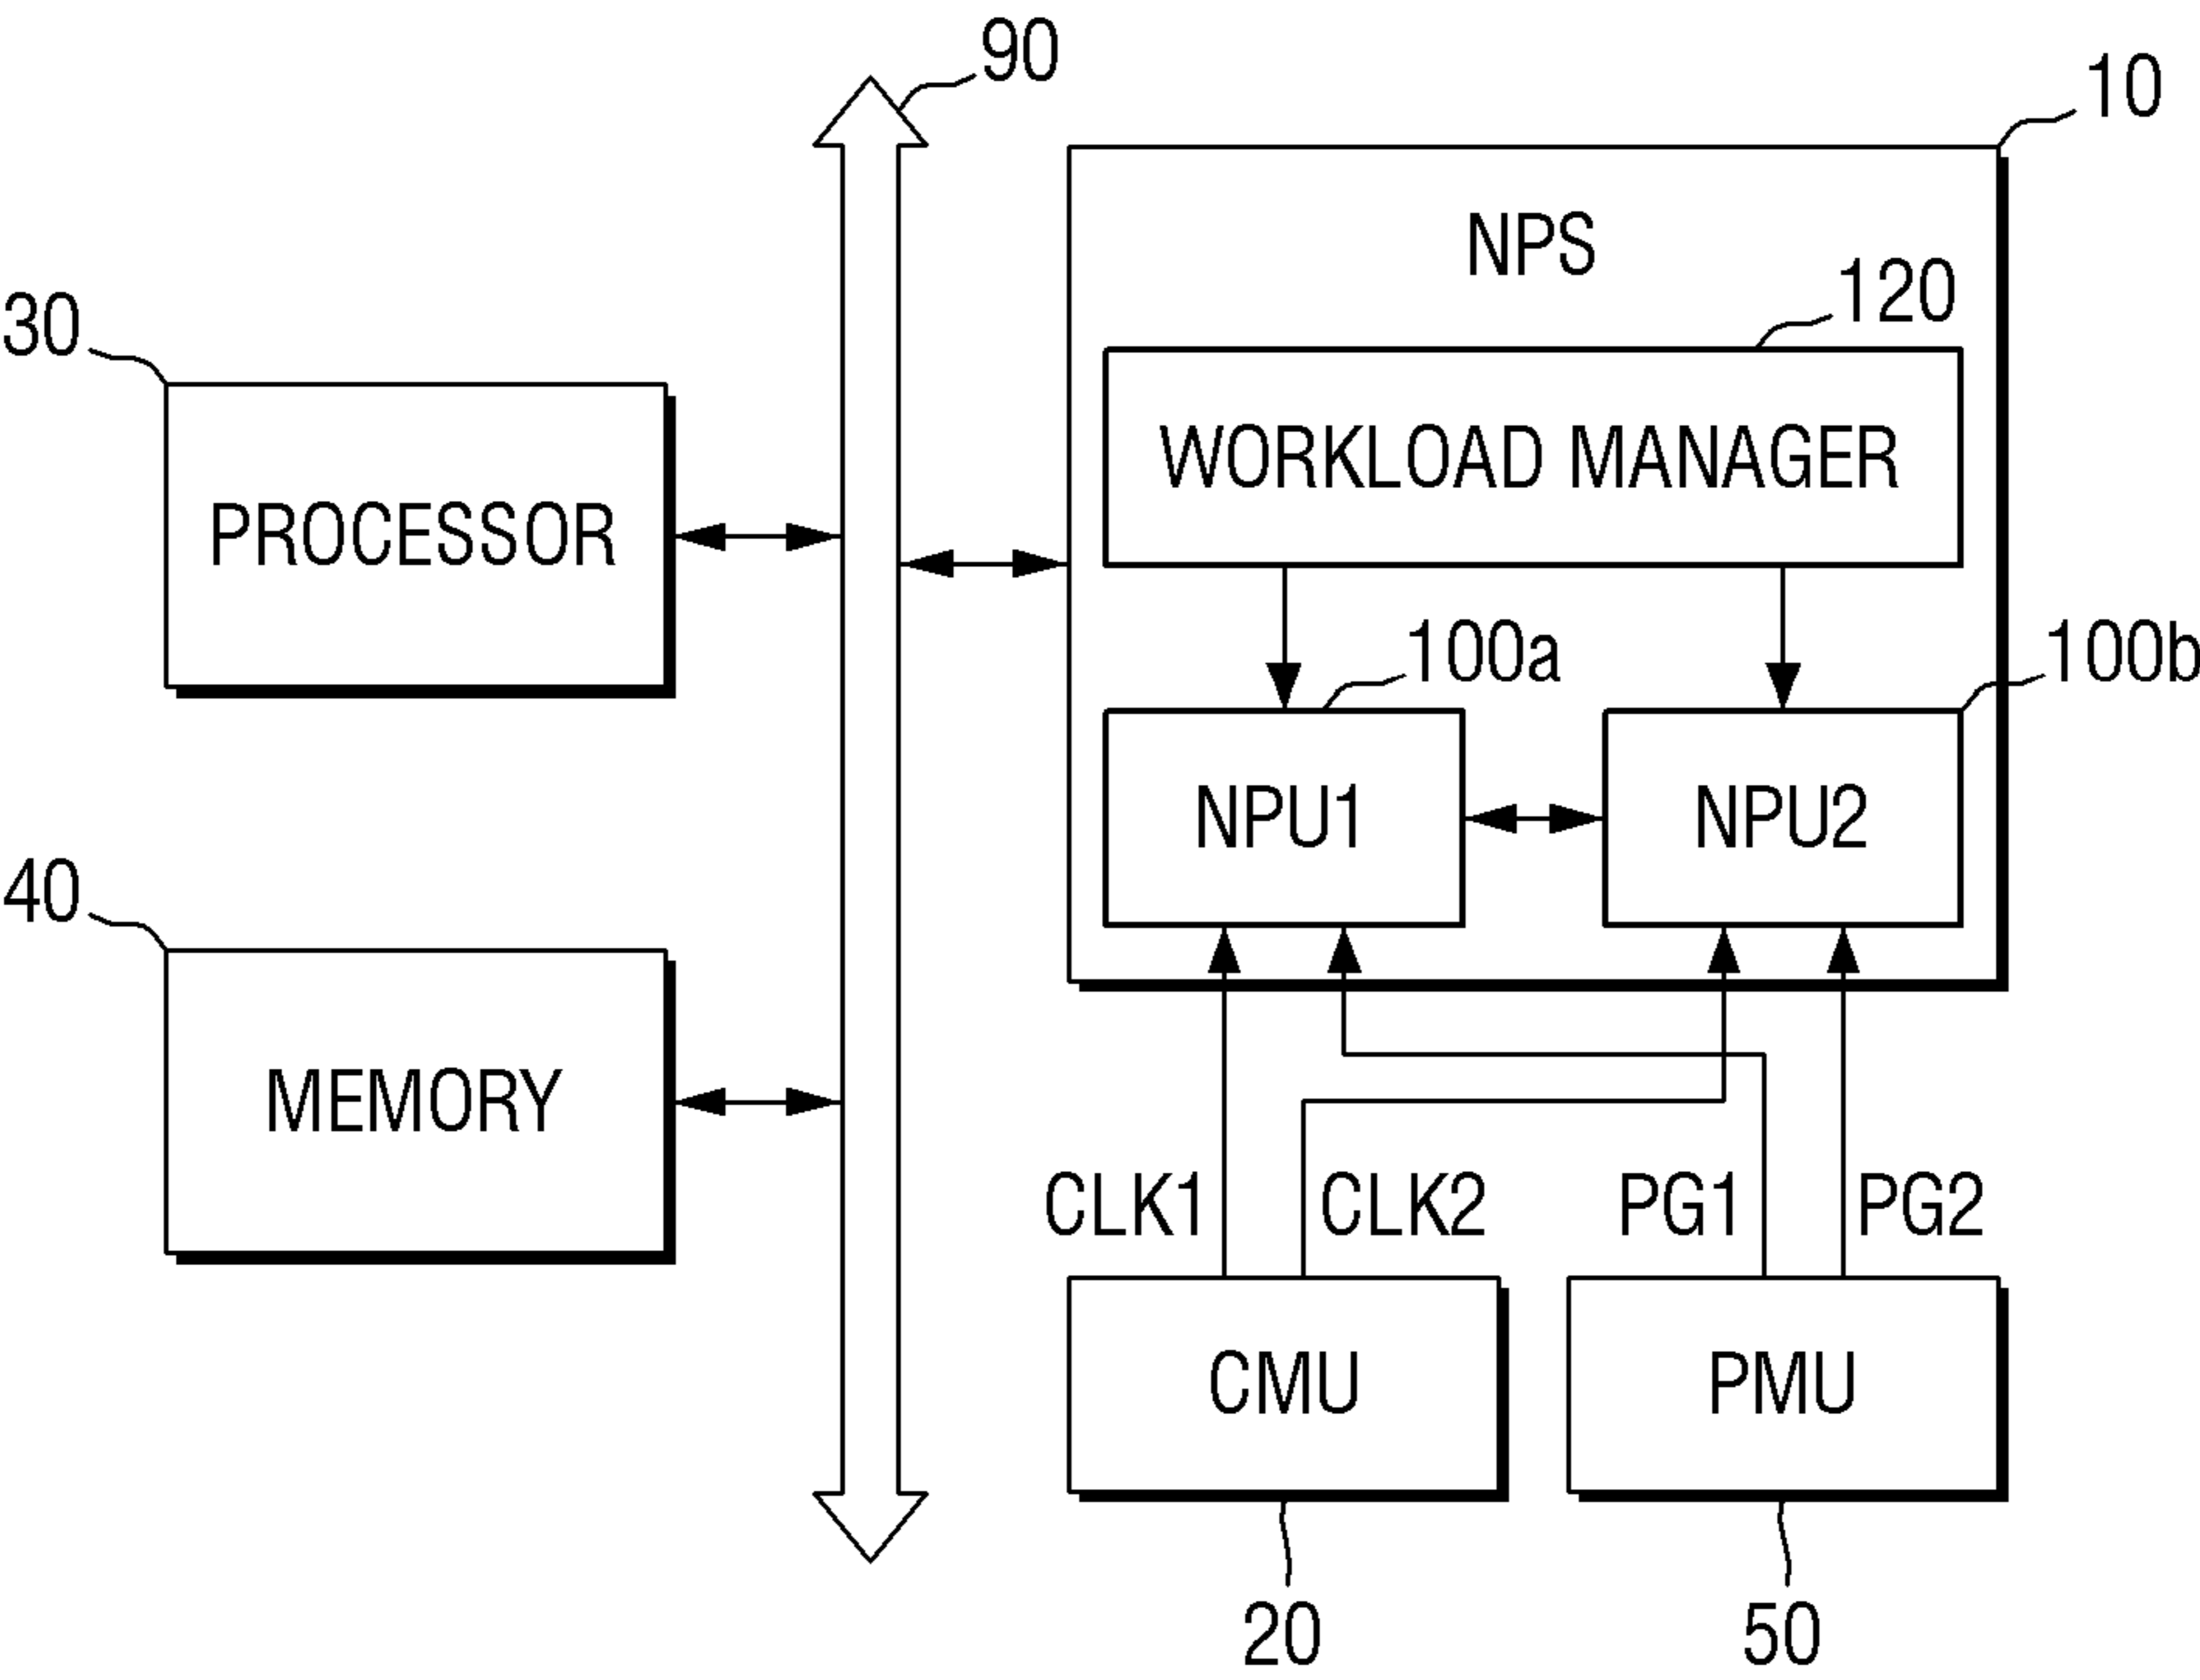 90
10
NPS
120
30
WORKLOAD MANAGER
PROCESSOR
100a
100b
NPU1
NPU2
40
MEMORY
CLK1
CLK2
PG1
PG2
CMU
PMU
20
50